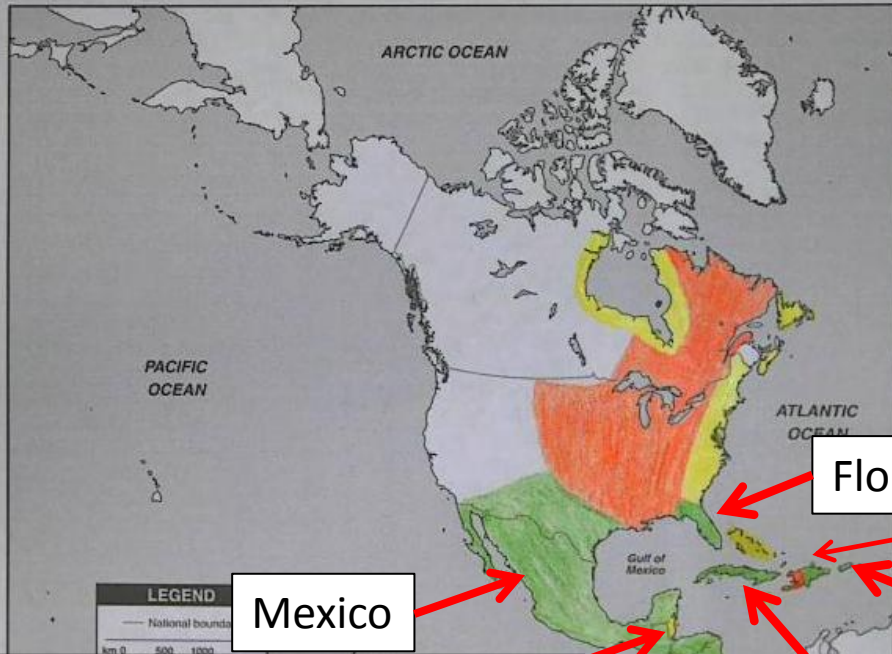 ARCTIC OCEAN
PACIFIC
OCEAN
ATLANTIC
OCEAN
Flo
Gulf of
Mexico
LEGEND
National bounda
km 0 500 1000
Mexico